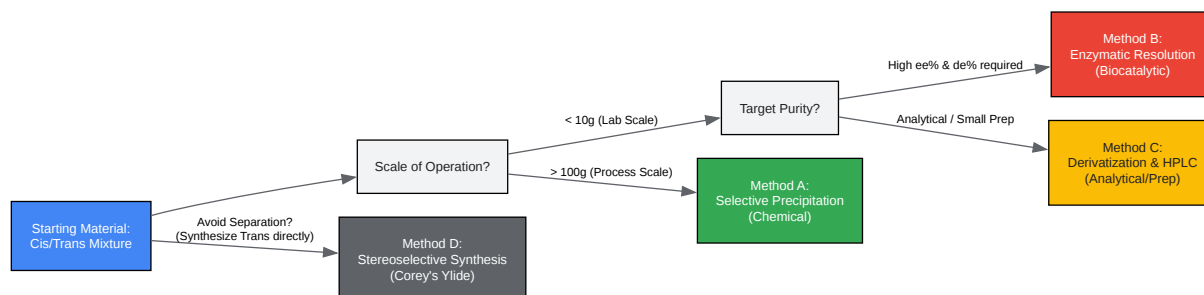 Starting Material:
Cis/Trans Mixture
Avoid Separation?
(Synthesize Trans directly)
Scale of Operation?
Method D:
Stereoselective Synthesis
(Corey's Ylide)
< 10g (Lab Scale)
> 100g (Process Scale)
Target Purity?
Method A:
Selective Precipitation
(Chemical)
High ee% & de% required
Analytical / Small Prep
Method B:
Enzymatic Resolution
(Biocatalytic)
Method C:
Derivatization & HPLC
(Analytical/Prep)